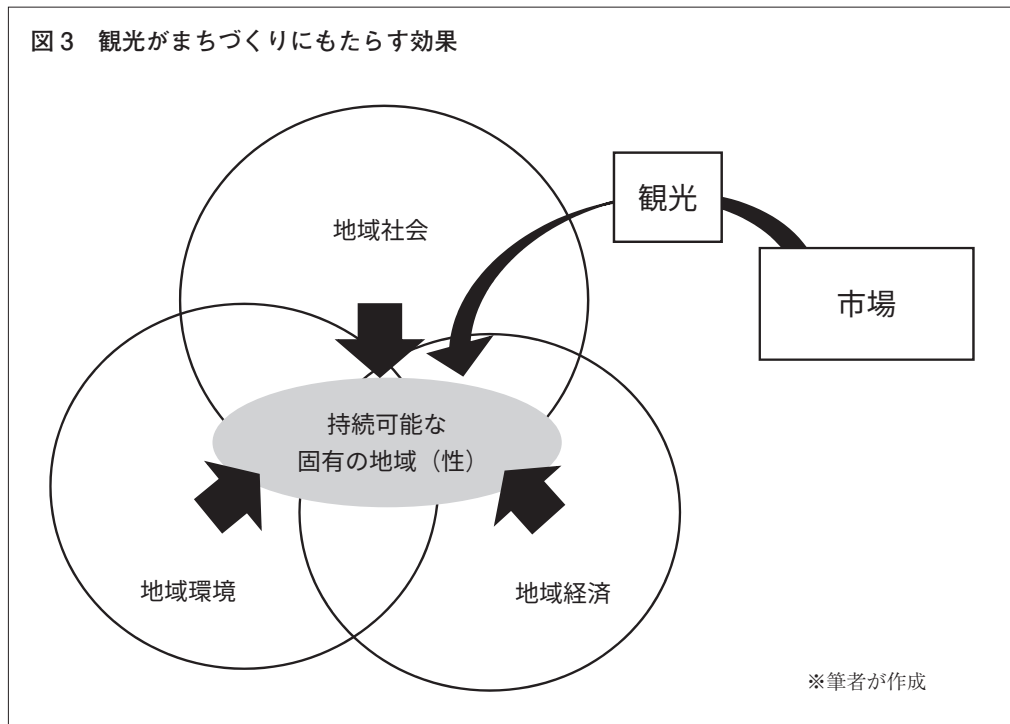 図3 観光がまちづくりにもたらす効果
地域社会
観光
市場
持続可能な
固有の地域（性）
地域環境
地域経済
※筆者が作成